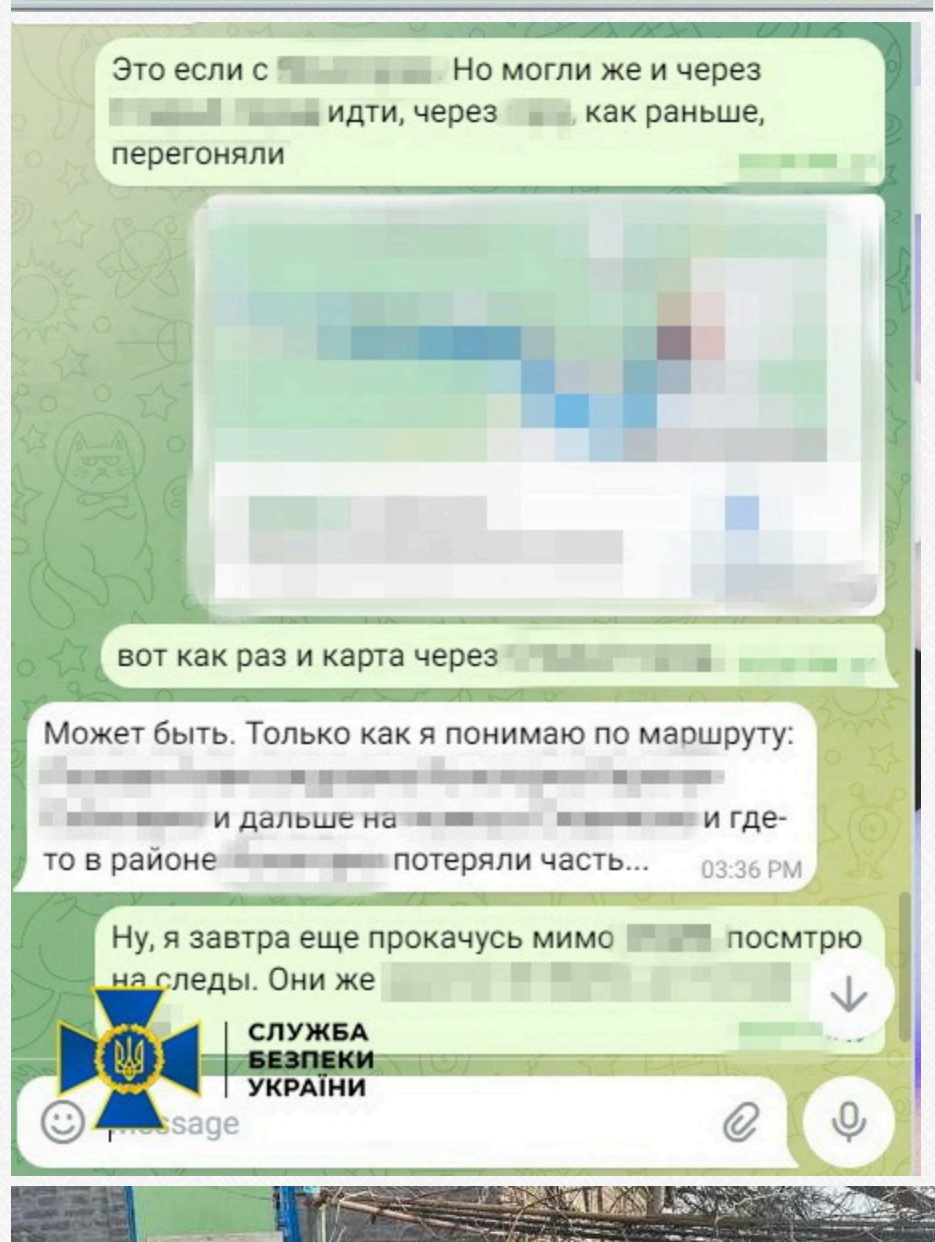 Это если с Но могли же и через
идти, через , как раньше,
перегоняли
вот как раз и карта через
Может быть. Только как я понимаю по маршруту:
и дальше на и где-
то в районе потеряли часть...
03:36 PM
Ну, я завтра еще прокачусь мимо посмтрю
на следы. Они же
СЛУЖБА
БЕЗПЕКИ
УКРАЇНИ
Message